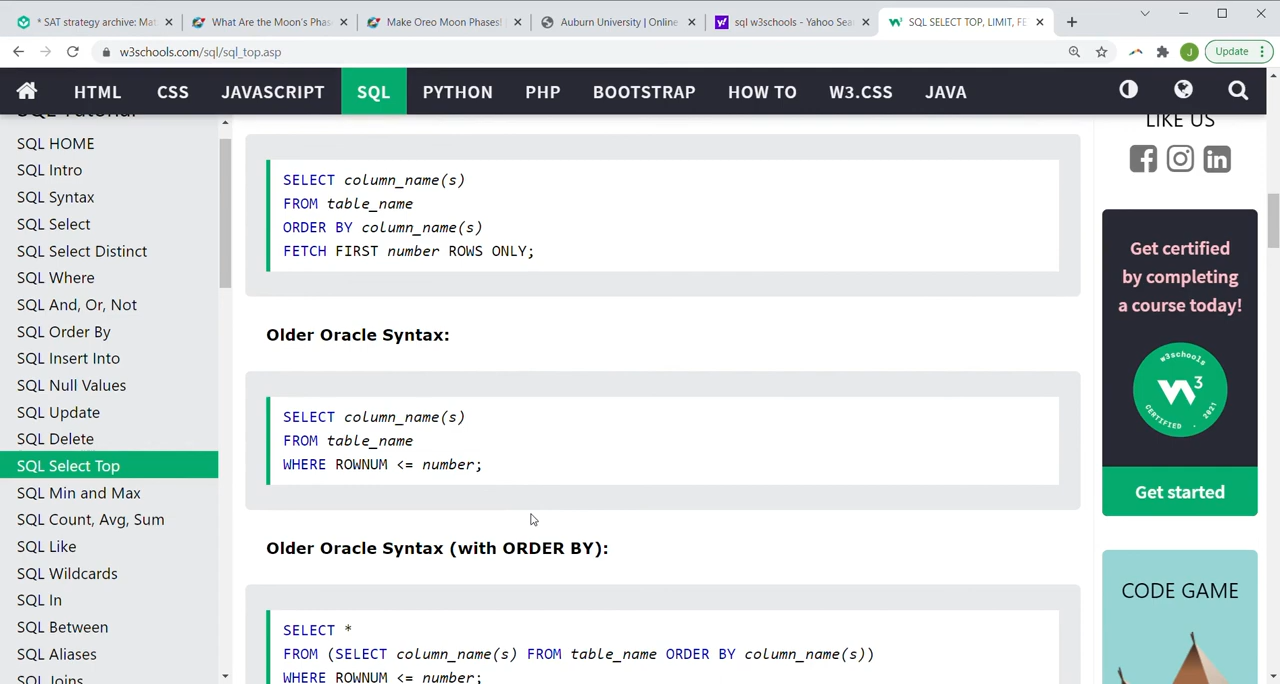 * SAT strategy archive: Mat
What Are the Moon's Phas
Make Oreo Moon Phases! |
Auburn University | Online
sql w3schools - Yahoo Sea
SQL SELECT TOP, LIMIT, FE
w3schools.com/sql/sql_top.asp
J
Update
HTML
CSS
JAVASCRIPT
SQL
PYTHON
PHP
BOOTSTRAP
HOW TO
W3.CSS
JAVA
SQL Tutorial
SQL HOME
SQL Intro
SQL Syntax
SQL Select
SQL Select Distinct
SQL Where
SQL And, Or, Not
SQL Order By
SQL Insert Into
SQL Null Values
SQL Update
SQL Delete
SQL Select Top
SQL Min and Max
SQL Count, Avg, Sum
SQL Like
SQL Wildcards
SQL In
SQL Between
SQL Aliases
SQL Joins
SELECT column_name(s)
FROM table_name
ORDER BY column_name(s)
FETCH FIRST number ROWS ONLY;
Older Oracle Syntax:
SELECT column_name(s)
FROM table_name
WHERE ROWNUM <= number;
Older Oracle Syntax (with ORDER BY):
SELECT *
FROM (SELECT column_name(s) FROM table_name ORDER BY column_name(s))
WHERE ROWNUM <= number;
LIKE US
Get certified
by completing
a course today!
w3schools
W3
CERTIFIED . 2021
Get started
CODE GAME